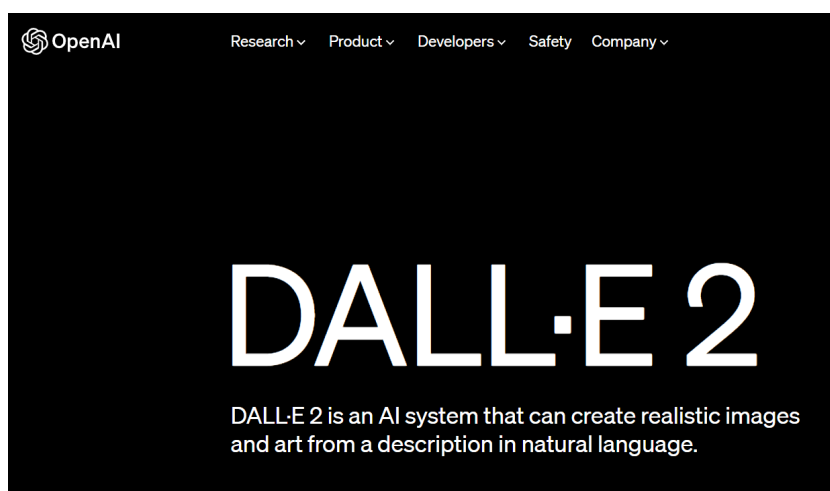 OpenAI Research Product Developers Safety Company
DALL·E 2
DALL·E 2 is an AI system that can create realistic images
and art from a description in natural language.